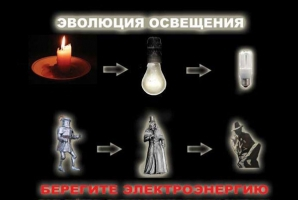 ЭВОЛЮЦИЯ ОСВЕЩЕНИЯ
БЕРЕГИТЕ ЭЛЕКТРОЭНЕРГИЮ